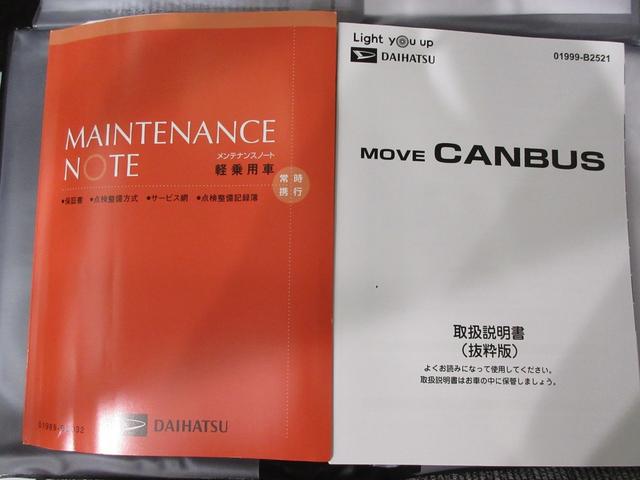 MAINTENANCE
NOTE
メンテナンスノート
軽乗用車
常時
携行
•保証書 •点検整備方式 •サービス網 •点検整備記録簿
DAIHATSU
Light you up
DAIHATSU
01999-B2521
MOVE CANBUS
取扱説明書
（抜粋版）
よくお読みになって使用してください。
取扱説明書はお車の中に保管しましょう。